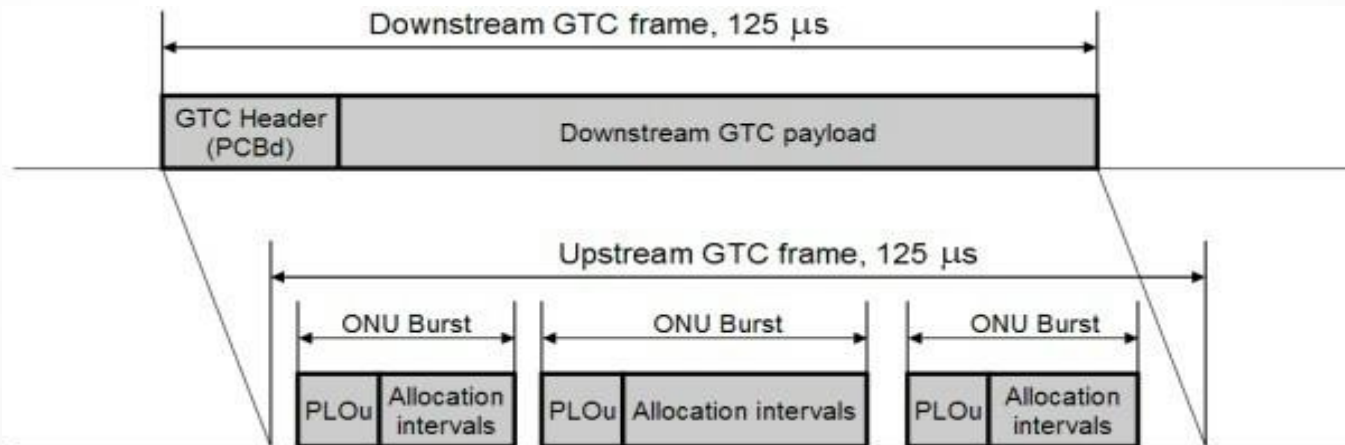 Downstream GTC frame, 125 μs
GTC Header
(PCBd)
Downstream GTC payload
Upstream GTC frame, 125 μs
ONU Burst
ONU Burst
ONU Burst
PLOu
Allocation
intervals
PLOu
Allocation intervals
PLOu
Allocation
intervals